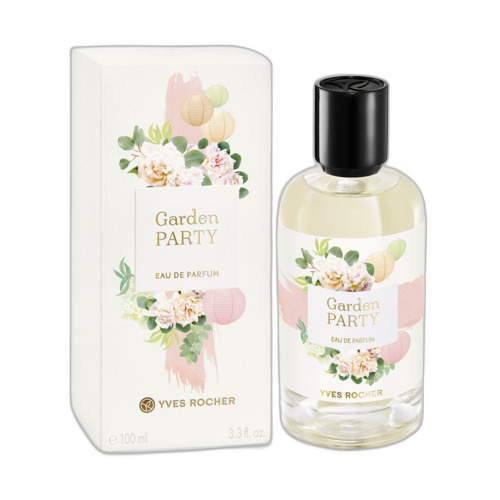 Garden
PARTY
EAU DE PARFUM
YVES ROCHER
e 100 ml
3.3 fl. oz.
Garden
PARTY
EAU DE PARFUM
YVES ROCHER